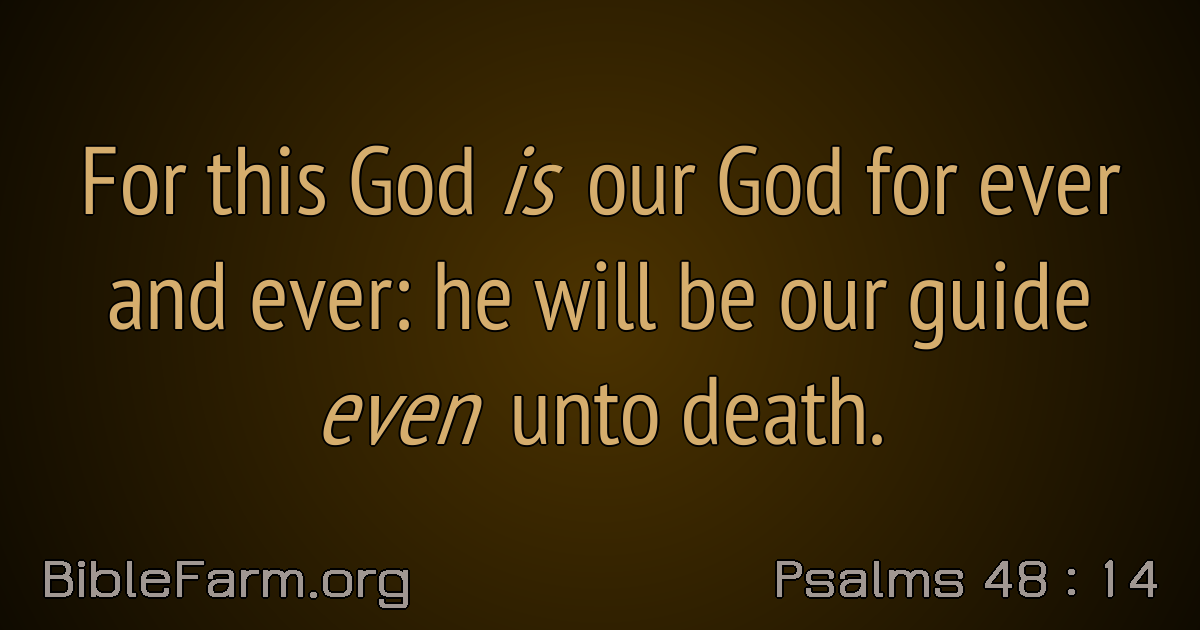 For this God is our God for ever
and ever: he will be our guide
even unto death.
BibleFarm.org
Psalms 48 : 14